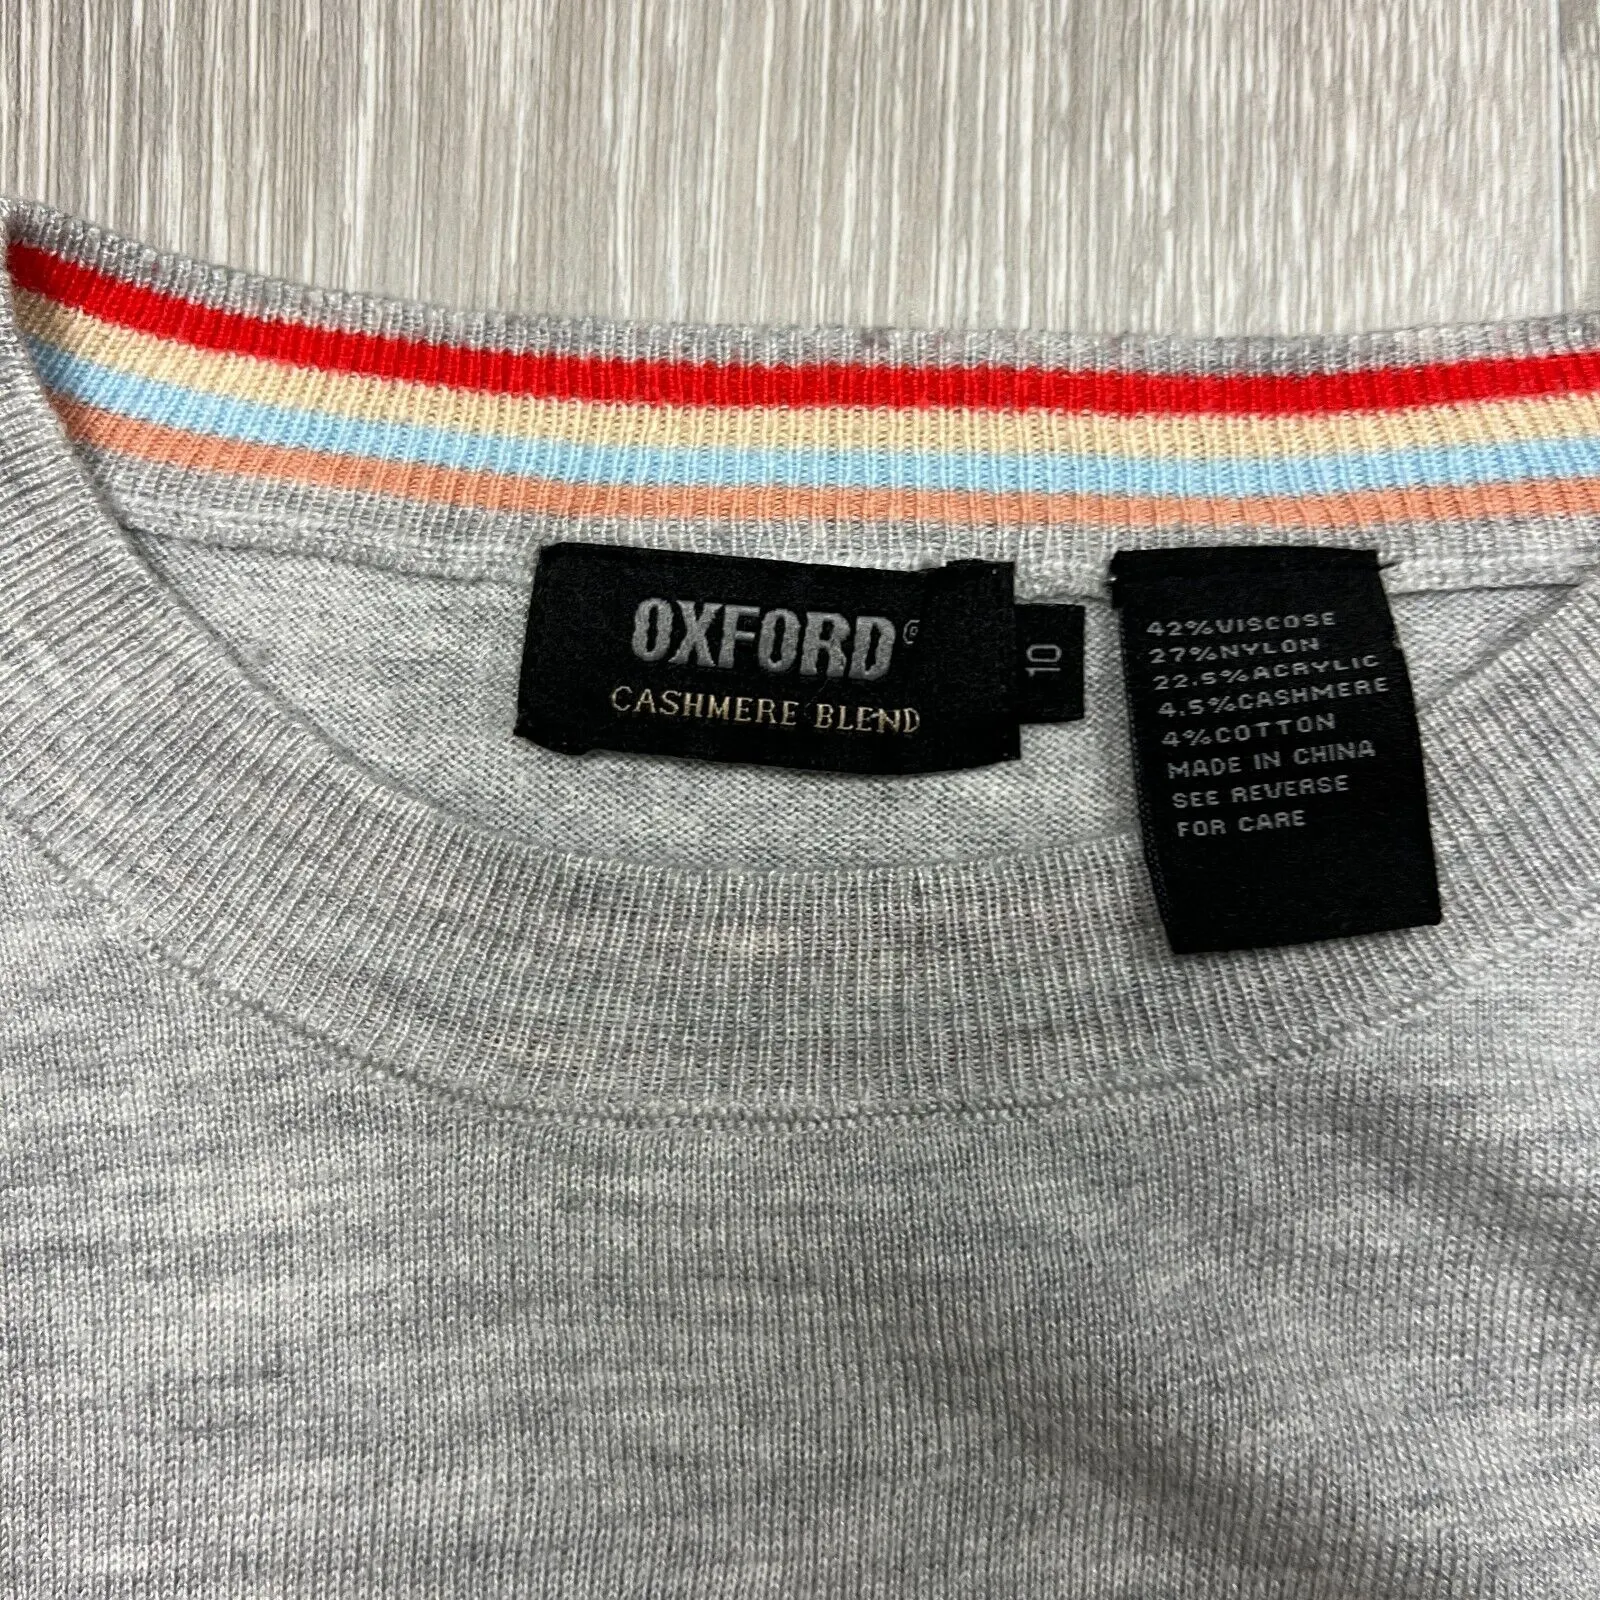 OXFORD®
CASHMERE BLEND
10
42%VISCOSE
27%NYLON
22.5%ACRYLIC
4.5%CASHMERE
4%COTTON
MADE IN CHINA
SEE REVERSE
FOR CARE